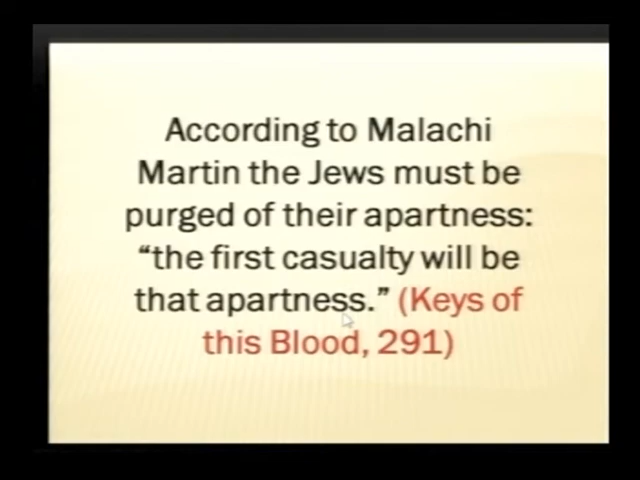 According to Malachi
Martin the Jews must be
purged of their apartness:
“the first casualty will be
that apartness.” (Keys of
this Blood, 291)